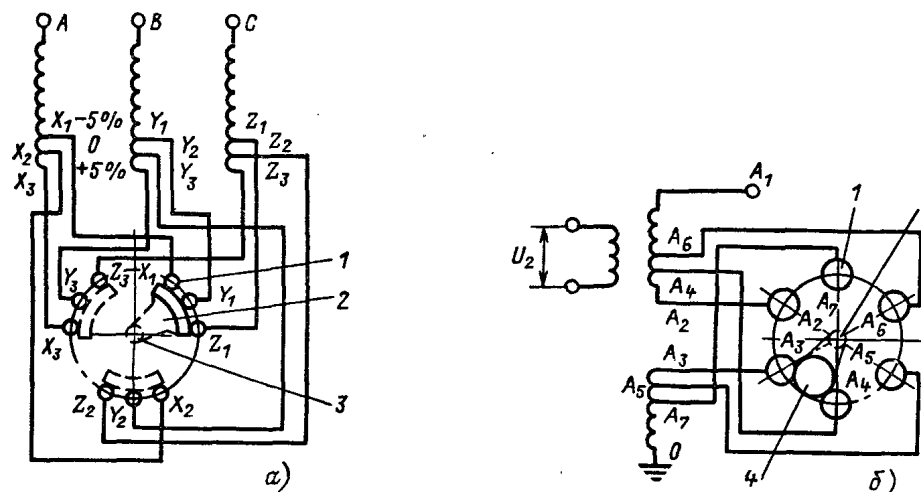 A B C
X₁ -5% Y₁ Z₁
X₂ 0 Y₂ Z₂
X₃ +5% Y₃ Z₃
Z₃ X₁ 1
Y₃ Y₁ 2
X₃ Z₁
Z₂ Y₂ X₂ 3
а)
A₁
1
U₂ A₆
A₄ A₇
A₂ A₂ A₆
A₃ A₃ A₅
A₅ A₄
A₇
0 4
б)